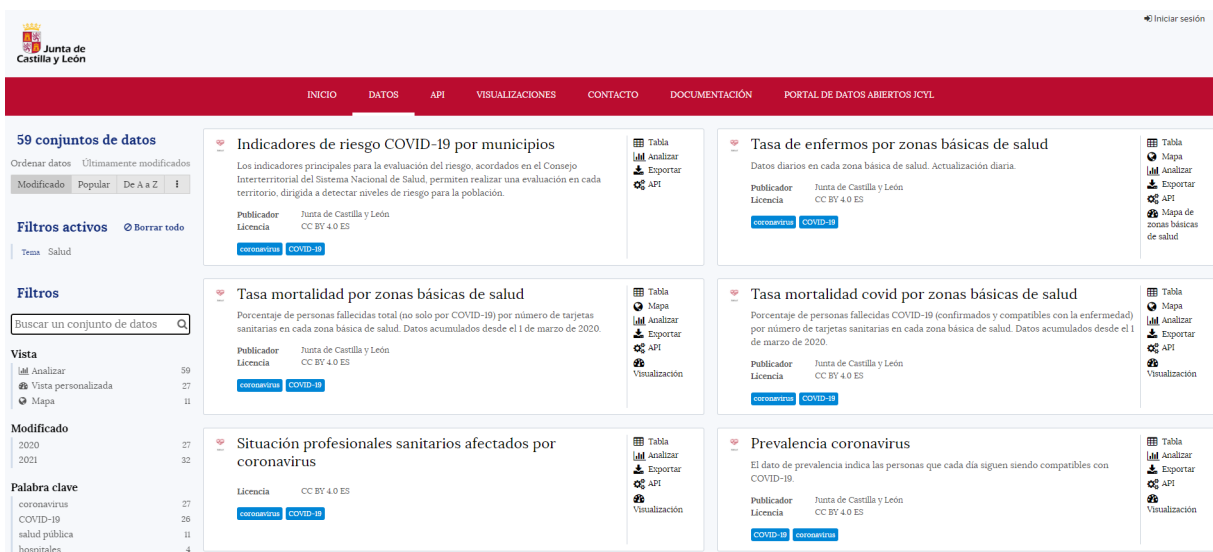 Iniciar sesión
Junta de
Castilla y León
INICIO DATOS API VISUALIZACIONES CONTACTO DOCUMENTACIÓN PORTAL DE DATOS ABIERTOS JCYL
59 conjuntos de datos
Ordenar datos Últimamente modificados
Modificado Popular De A a Z
Filtros activos Borrar todo
Tema Salud
Filtros
Buscar un conjunto de datos
Vista
Analizar 59
Vista personalizada 27
Mapa 11
Modificado
2020 27
2021 32
Palabra clave
coronavirus 27
COVID-19 26
salud pública 11
hospitales 4
Indicadores de riesgo COVID-19 por municipios
Los indicadores principales para la evaluación del riesgo, acordados en el Consejo
Interterritorial del Sistema Nacional de Salud, permiten realizar una evaluación en cada
territorio, dirigida a detectar niveles de riesgo para la población.
Publicador Junta de Castilla y León
Licencia CC BY 4.0 ES
coronavirus COVID-19
Tabla
Analizar
Exportar
API
Tasa de enfermos por zonas básicas de salud
Datos diarios en cada zona básica de salud. Actualización diaria.
Publicador Junta de Castilla y León
Licencia CC BY 4.0 ES
coronavirus COVID-19
Tabla
Mapa
Analizar
Exportar
API
Mapa de
zonas básicas
de salud
Tasa mortalidad por zonas básicas de salud
Porcentaje de personas fallecidas total (no solo por COVID-19) por número de tarjetas
sanitarias en cada zona básica de salud. Datos acumulados desde el 1 de marzo de 2020.
Publicador Junta de Castilla y León
Licencia CC BY 4.0 ES
coronavirus COVID-19
Tabla
Mapa
Analizar
Exportar
API
Visualización
Tasa mortalidad covid por zonas básicas de salud
Porcentaje de personas fallecidas COVID-19 (confirmados y compatibles con la enfermedad)
por número de tarjetas sanitarias en cada zona básica de salud. Datos acumulados desde el 1
de marzo de 2020.
Publicador Junta de Castilla y León
Licencia CC BY 4.0 ES
coronavirus COVID-19
Tabla
Mapa
Analizar
Exportar
API
Visualización
Situación profesionales sanitarios afectados por
coronavirus
Licencia CC BY 4.0 ES
coronavirus COVID-19
Tabla
Analizar
Exportar
API
Visualización
Prevalencia coronavirus
El dato de prevalencia indica las personas que cada día siguen siendo compatibles con
COVID-19.
Publicador Junta de Castilla y León
Licencia CC BY 4.0 ES
COVID-19 coronavirus
Tabla
Analizar
Exportar
API
Visualización